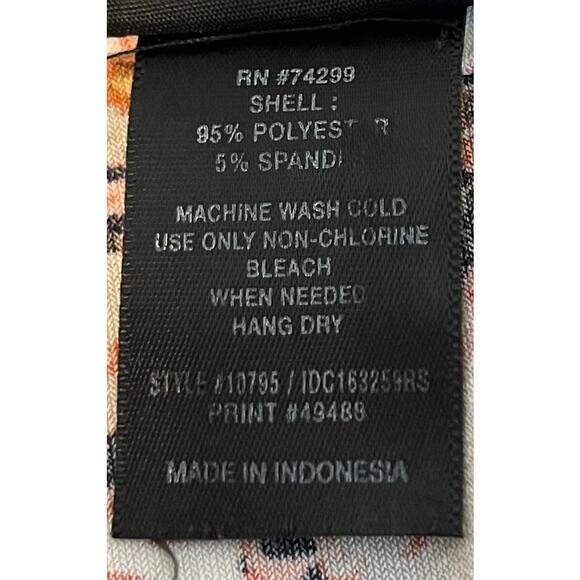 RN #74299
SHELL :
95% POLYEST R
5% SPAND
MACHINE WASH COLD
USE ONLY NON-CHLORINE
BLEACH
WHEN NEEDED
HANG DRY
STYLE #10795 / IDC163259RS
PRINT #49488
MADE IN INDONESIA